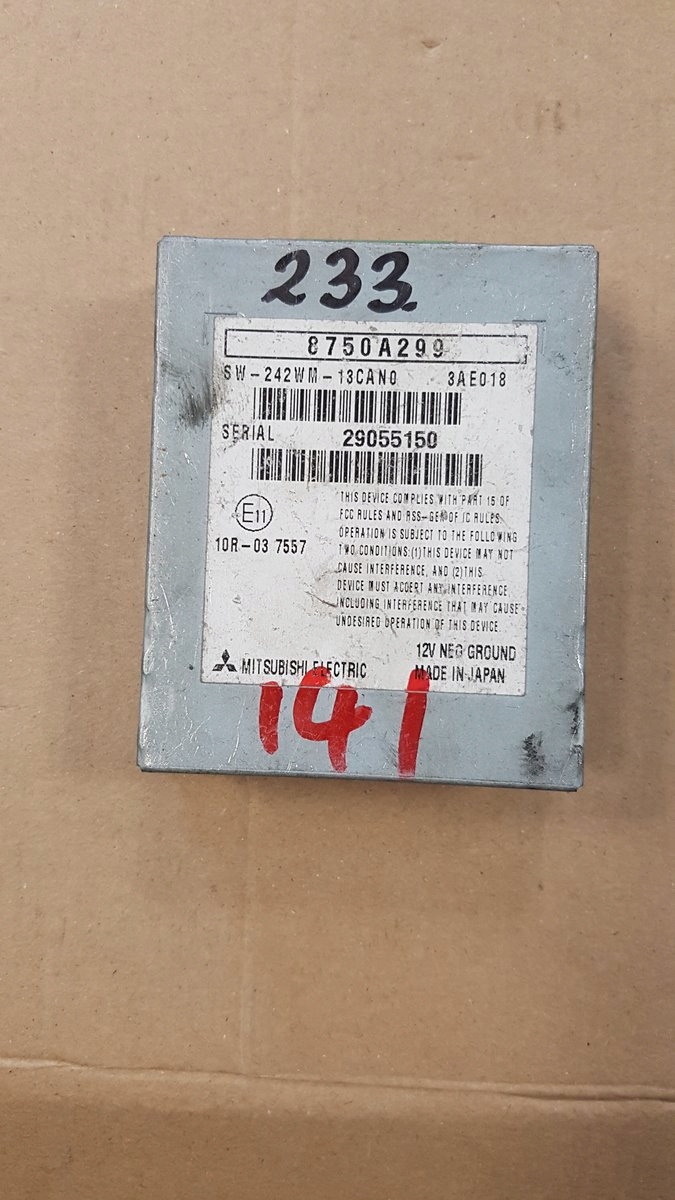 233
8750A299
SW-242WM-13CAN0 3AE018
SERIAL 29055150
E11
10R-03 7557
THIS DEVICE COMPLIES WITH PART 15 OF
FCC RULES AND RSS-GEN OF IC RULES.
OPERATION IS SUBJECT TO THE FOLLOWING
TWO CONDITIONS:(1)THIS DEVICE MAY NOT
CAUSE INTERFERENCE, AND (2)THIS
DEVICE MUST ACCEPT ANY INTERFERENCE,
INCLUDING INTERFERENCE THAT MAY CAUSE
UNDESIRED OPERATION OF THIS DEVICE.
12V NEG GROUND
MITSUBISHI ELECTRIC MADE IN JAPAN
141